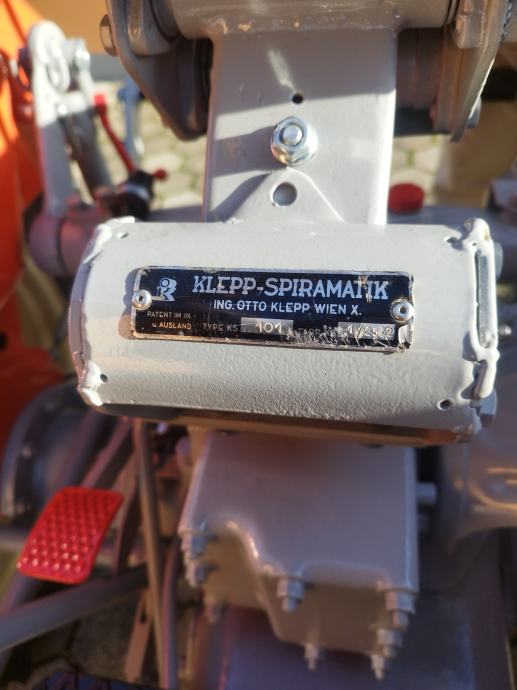 KLEPP-SPIRAMATIK
ING. OTTO KLEPP, WIEN X.
PATENT IM IN-
u. AUSLAND TYPE KS 101